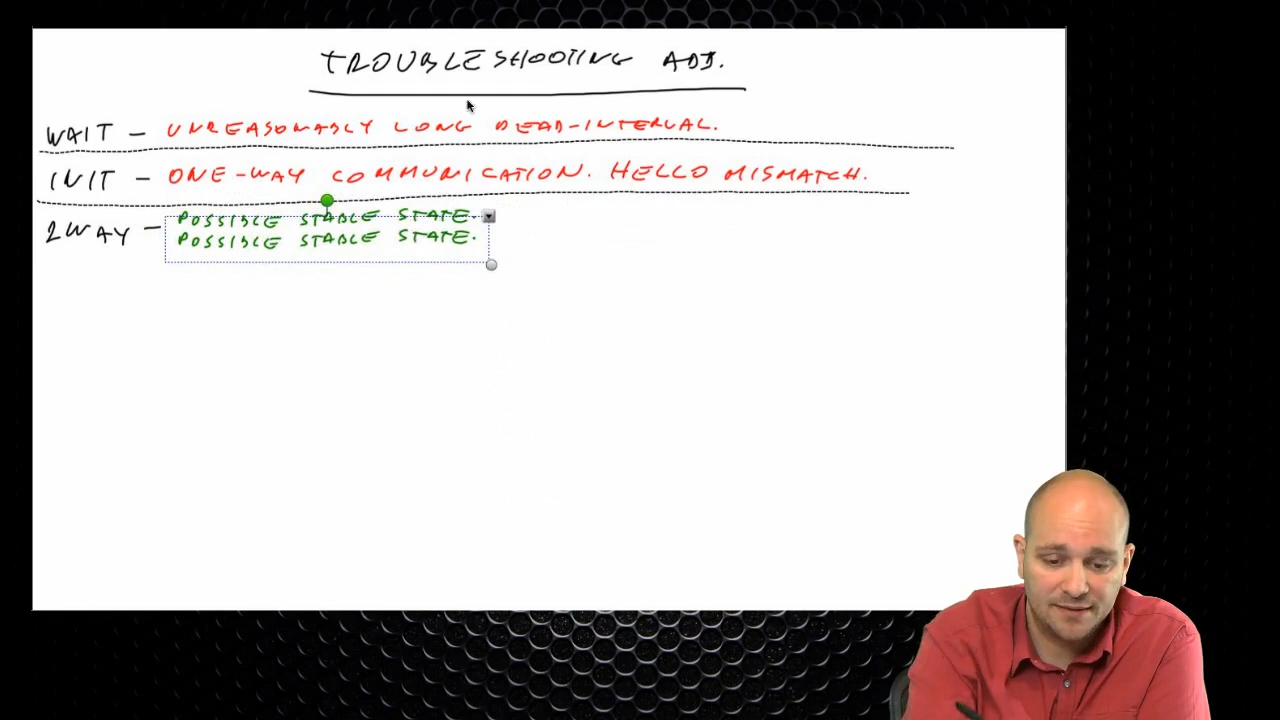 TROUBLESHOOTING ADJ.
WAIT - UNREASONABLY LONG DEAD-INTERVAL.
INIT - ONE-WAY COMMUNICATION. HELLO MISMATCH.
2WAY - POSSIBLE STABLE STATE.
POSSIBLE STABLE STATE.